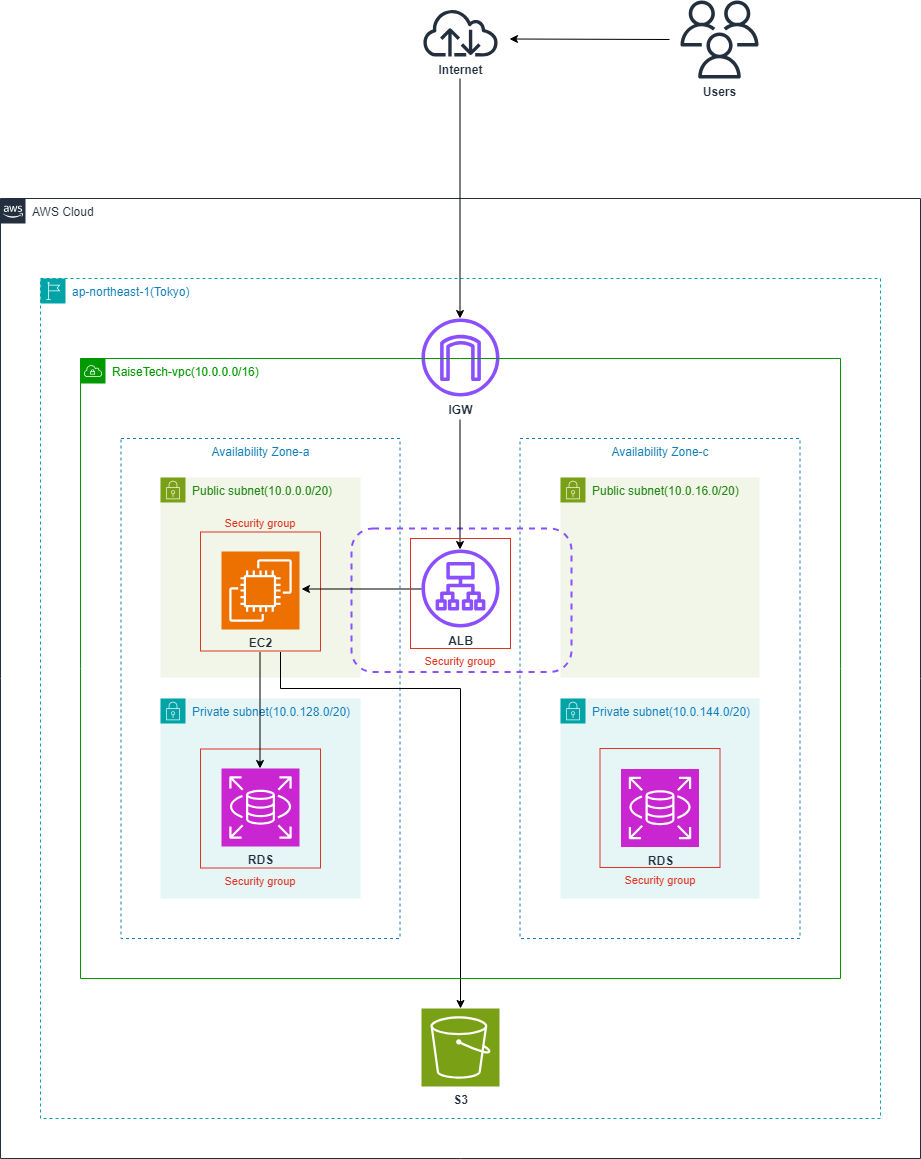 Internet
Users
aws
AWS Cloud
ap-northeast-1(Tokyo)
RaiseTech-vpc(10.0.0.0/16)
IGW
Availability Zone-a
Availability Zone-c
Public subnet(10.0.0.0/20)
Public subnet(10.0.16.0/20)
Security group
EC2
ALB
Security group
Private subnet(10.0.128.0/20)
Private subnet(10.0.144.0/20)
RDS
RDS
Security group
Security group
S3